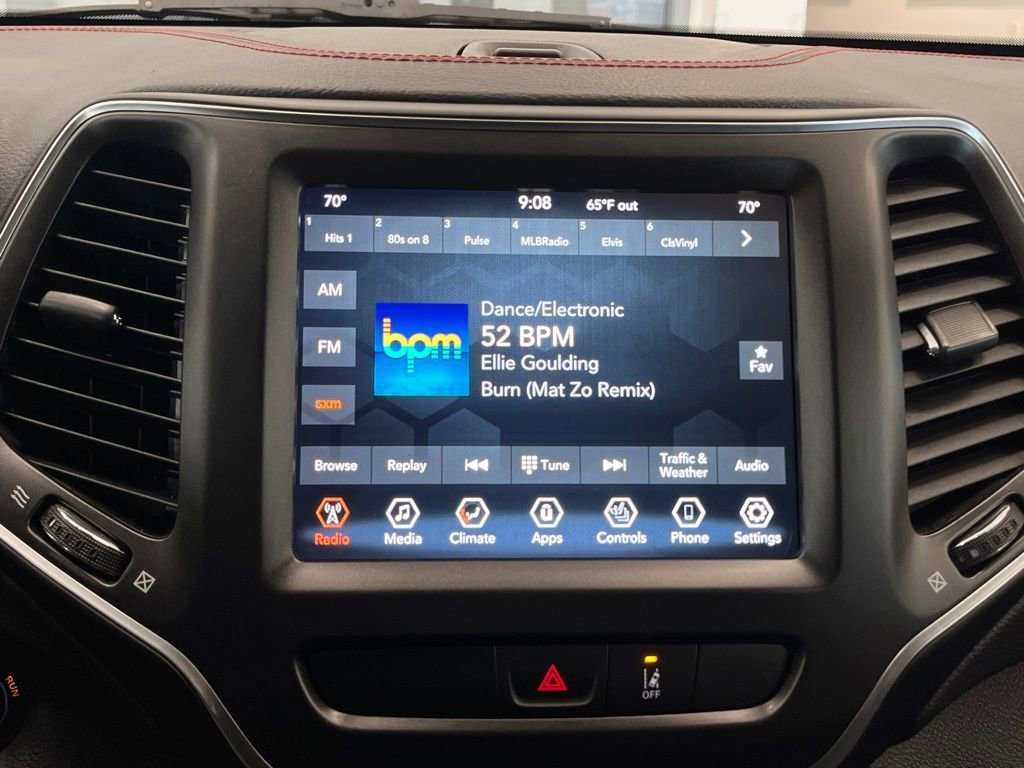 70°
9:08
65°F out
70°
1 Hits 1
2 80s on 8
3 Pulse
4 MLBRadio
5 Elvis
6 ClsVinyl
AM
FM
sxm
bpm
Dance/Electronic
52 BPM
Ellie Goulding
Burn (Mat Zo Remix)
Fav
Browse
Replay
Tune
Traffic &
Weather
Audio
Radio
Media
Climate
Apps
Controls
Phone
Settings
OFF
RUN